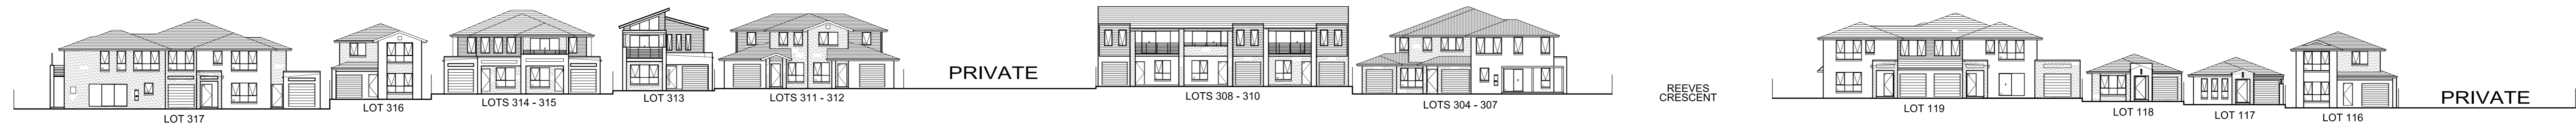 LOT 317
LOT 316
LOTS 314 - 315
LOT 313
LOTS 311 - 312
PRIVATE
LOTS 308 - 310
LOTS 304 - 307
REEVES
CRESCENT
LOT 119
LOT 118
LOT 117
LOT 116
PRIVATE